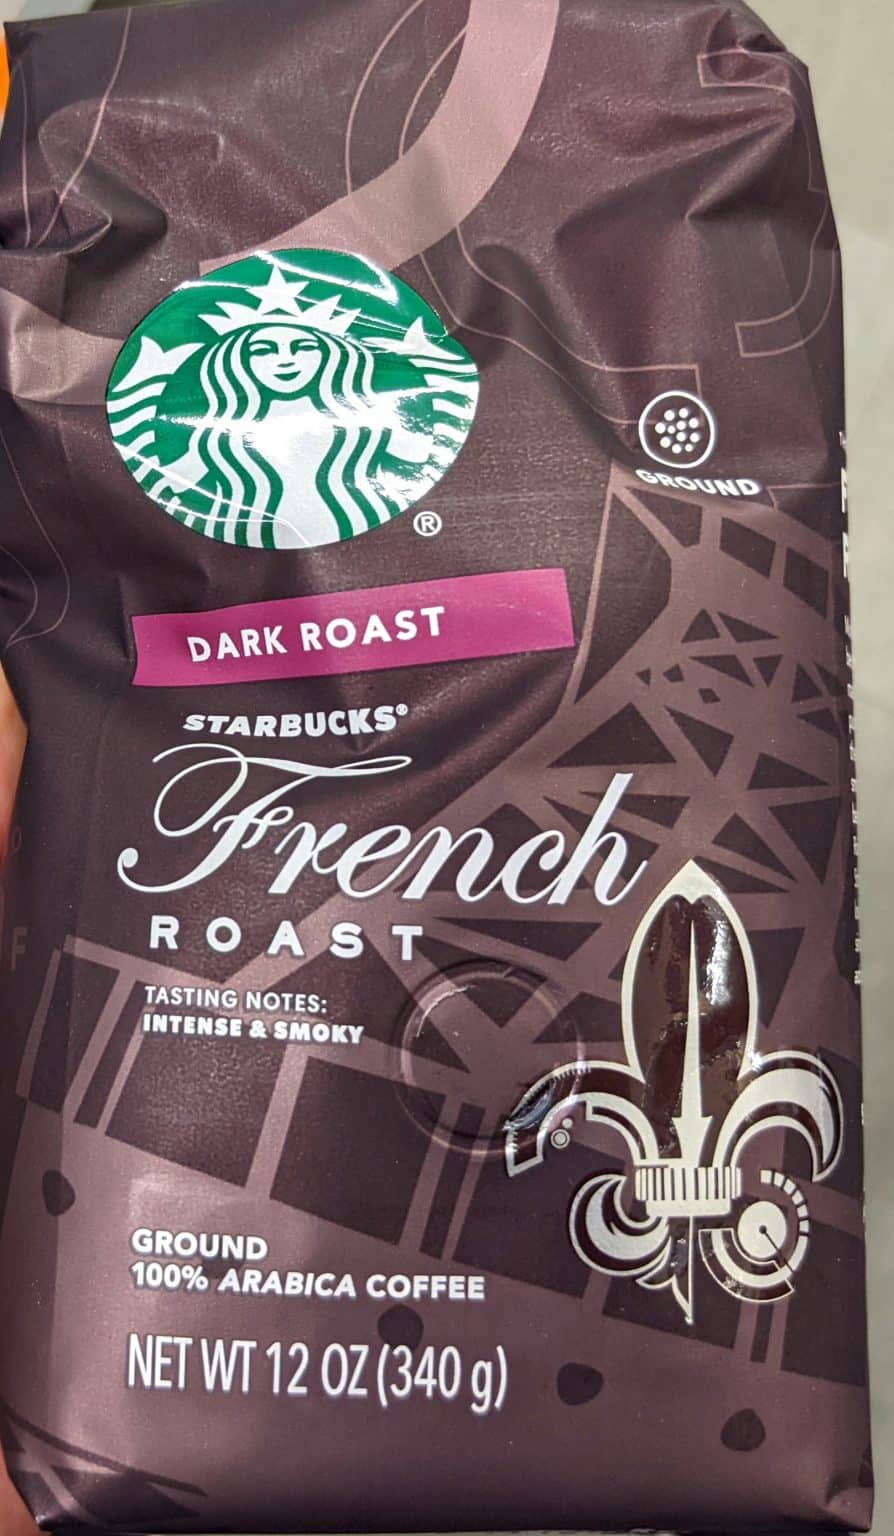 GROUND
®
DARK ROAST
STARBUCKS®
French
ROAST
TASTING NOTES:
INTENSE & SMOKY
GROUND
100% ARABICA COFFEE
NET WT 12 OZ (340 g)